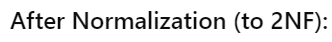 After Normalization (to 2NF):